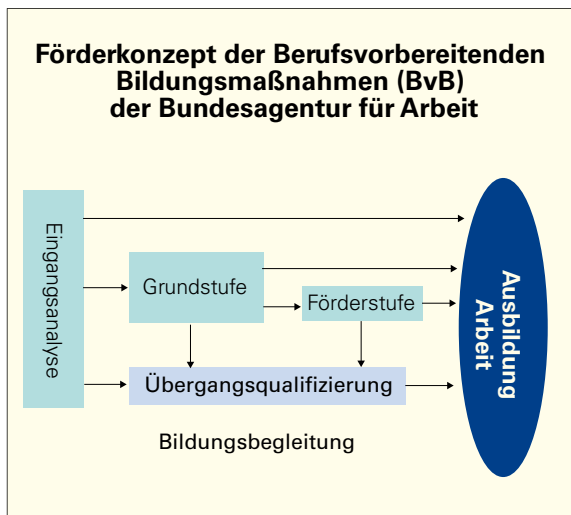 Förderkonzept der Berufsvorbereitenden
Bildungsmaßnahmen (BvB)
der Bundesagentur für Arbeit
Eingangsanalyse
Grundstufe
Förderstufe
Übergangsqualifizierung
Bildungsbegleitung
Ausbildung
Arbeit